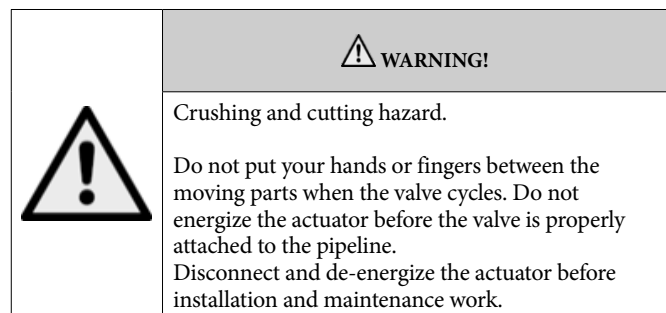 ⚠ WARNING!
Crushing and cutting hazard.
Do not put your hands or fingers between the
moving parts when the valve cycles. Do not
energize the actuator before the valve is properly
attached to the pipeline.
Disconnect and de-energize the actuator before
installation and maintenance work.